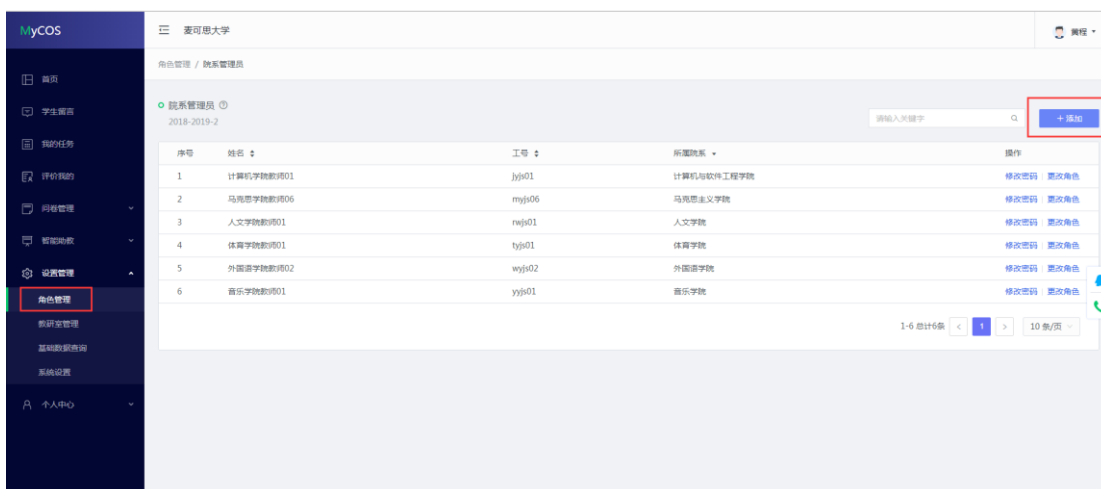 MyCOS
麦可思大学
黄程
角色管理 / 院系管理员
首页
学生留言
我的任务
评价我的
问卷管理
智能助教
设置管理
角色管理
教研室管理
基础数据查询
系统设置
个人中心
院系管理员
2018-2019-2
请输入关键字
+ 添加
序号 姓名 工号 所属院系 操作
1 计算机学院教师01 jyjs01 计算机与软件工程学院 修改密码 更改角色
2 马克思学院教师06 myjs06 马克思主义学院 修改密码 更改角色
3 人文学院教师01 rwjs01 人文学院 修改密码 更改角色
4 体育学院教师01 tyjs01 体育学院 修改密码 更改角色
5 外国语学院教师02 wyjs02 外国语学院 修改密码 更改角色
6 音乐学院教师01 yyjs01 音乐学院 修改密码 更改角色
1-6 总计6条 < 1 > 10 条/页